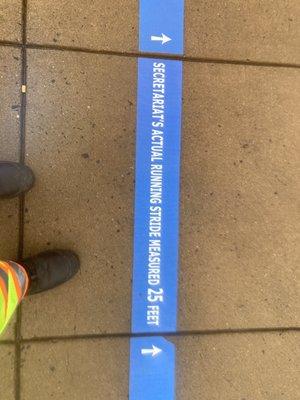 SECRETARIAT'S ACTUAL RUNNING STRIDE MEASURED 25 FEET